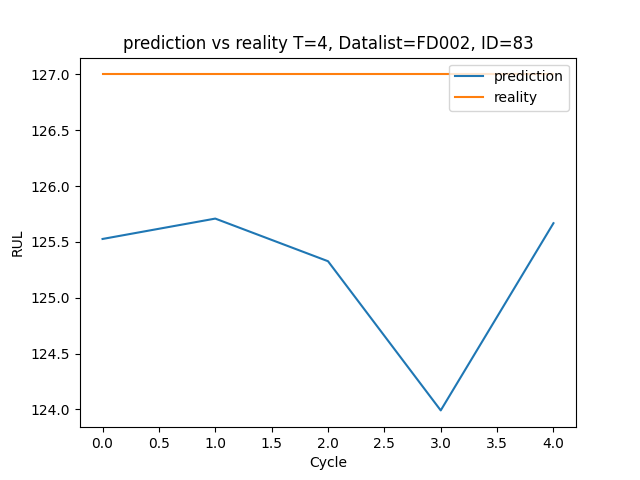 prediction vs reality T=4, Datalist=FD002, ID=83
prediction
reality
127.0
126.5
126.0
125.5
125.0
124.5
124.0
RUL
0.0 0.5 1.0 1.5 2.0 2.5 3.0 3.5 4.0
Cycle